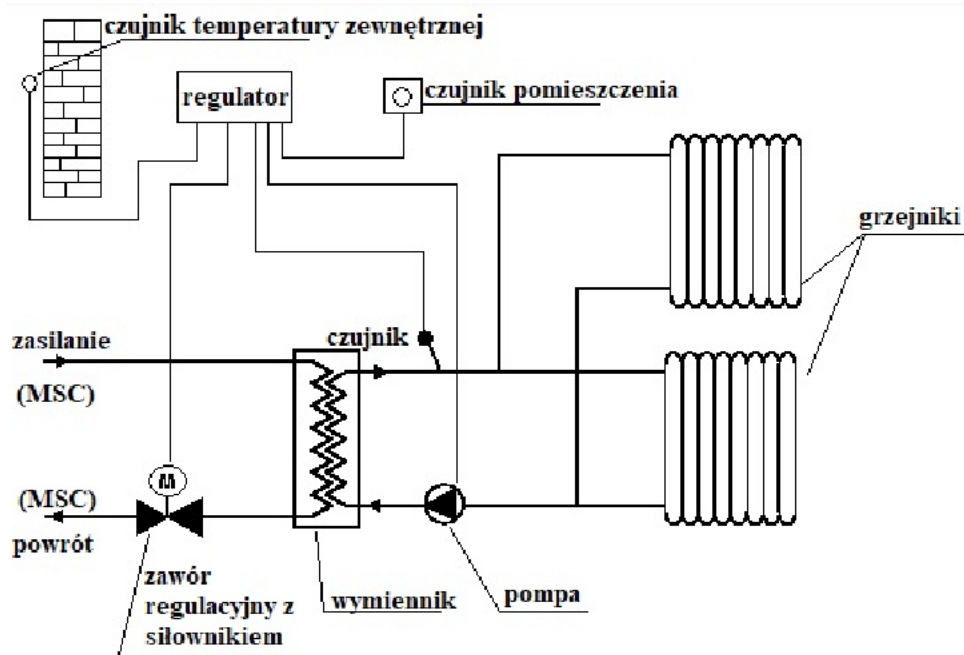 czujnik temperatury zewnętrznej
regulator
czujnik pomieszczenia
grzejniki
zasilanie
(MSC)
czujnik
(MSC)
powrót
M
zawór
regulacyjny z
siłownikiem
wymiennik
pompa